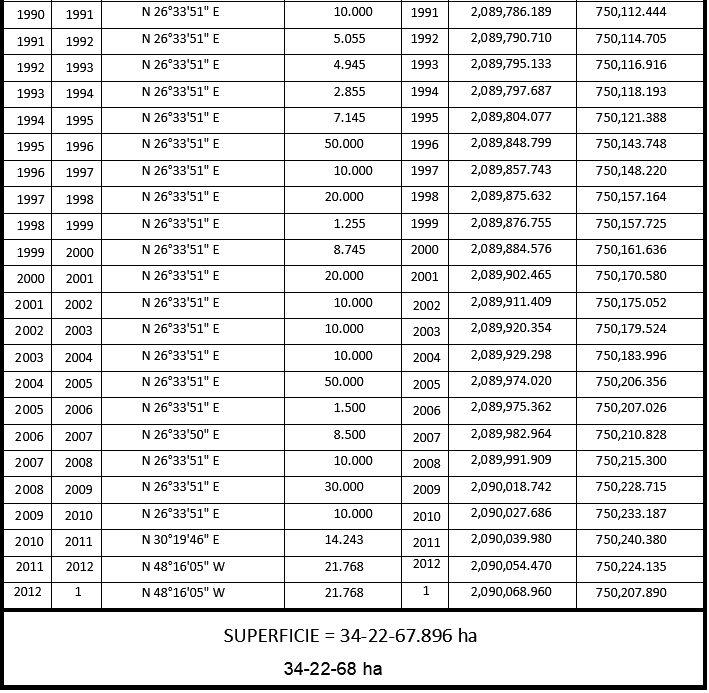 1990 1991 N 26°33'51" E 10.000 1991 2,089,786.189 750,112.444
1991 1992 N 26°33'51" E 5.055 1992 2,089,790.710 750,114.705
1992 1993 N 26°33'51" E 4.945 1993 2,089,795.133 750,116.916
1993 1994 N 26°33'51" E 2.855 1994 2,089,797.687 750,118.193
1994 1995 N 26°33'51" E 7.145 1995 2,089,804.077 750,121.388
1995 1996 N 26°33'51" E 50.000 1996 2,089,848.799 750,143.748
1996 1997 N 26°33'51" E 10.000 1997 2,089,857.743 750,148.220
1997 1998 N 26°33'51" E 20.000 1998 2,089,875.632 750,157.164
1998 1999 N 26°33'51" E 1.255 1999 2,089,876.755 750,157.725
1999 2000 N 26°33'51" E 8.745 2000 2,089,884.576 750,161.636
2000 2001 N 26°33'51" E 20.000 2001 2,089,902.465 750,170.580
2001 2002 N 26°33'51" E 10.000 2002 2,089,911.409 750,175.052
2002 2003 N 26°33'51" E 10.000 2003 2,089,920.354 750,179.524
2003 2004 N 26°33'51" E 10.000 2004 2,089,929.298 750,183.996
2004 2005 N 26°33'51" E 50.000 2005 2,089,974.020 750,206.356
2005 2006 N 26°33'51" E 1.500 2006 2,089,975.362 750,207.026
2006 2007 N 26°33'50" E 8.500 2007 2,089,982.964 750,210.828
2007 2008 N 26°33'51" E 10.000 2008 2,089,991.909 750,215.300
2008 2009 N 26°33'51" E 30.000 2009 2,090,018.742 750,228.715
2009 2010 N 26°33'51" E 10.000 2010 2,090,027.686 750,233.187
2010 2011 N 30°19'46" E 14.243 2011 2,090,039.980 750,240.380
2011 2012 N 48°16'05" W 21.768 2012 2,090,054.470 750,224.135
2012 1 N 48°16'05" W 21.768 1 2,090,068.960 750,207.890
SUPERFICIE = 34-22-67.896 ha
34-22-68 ha